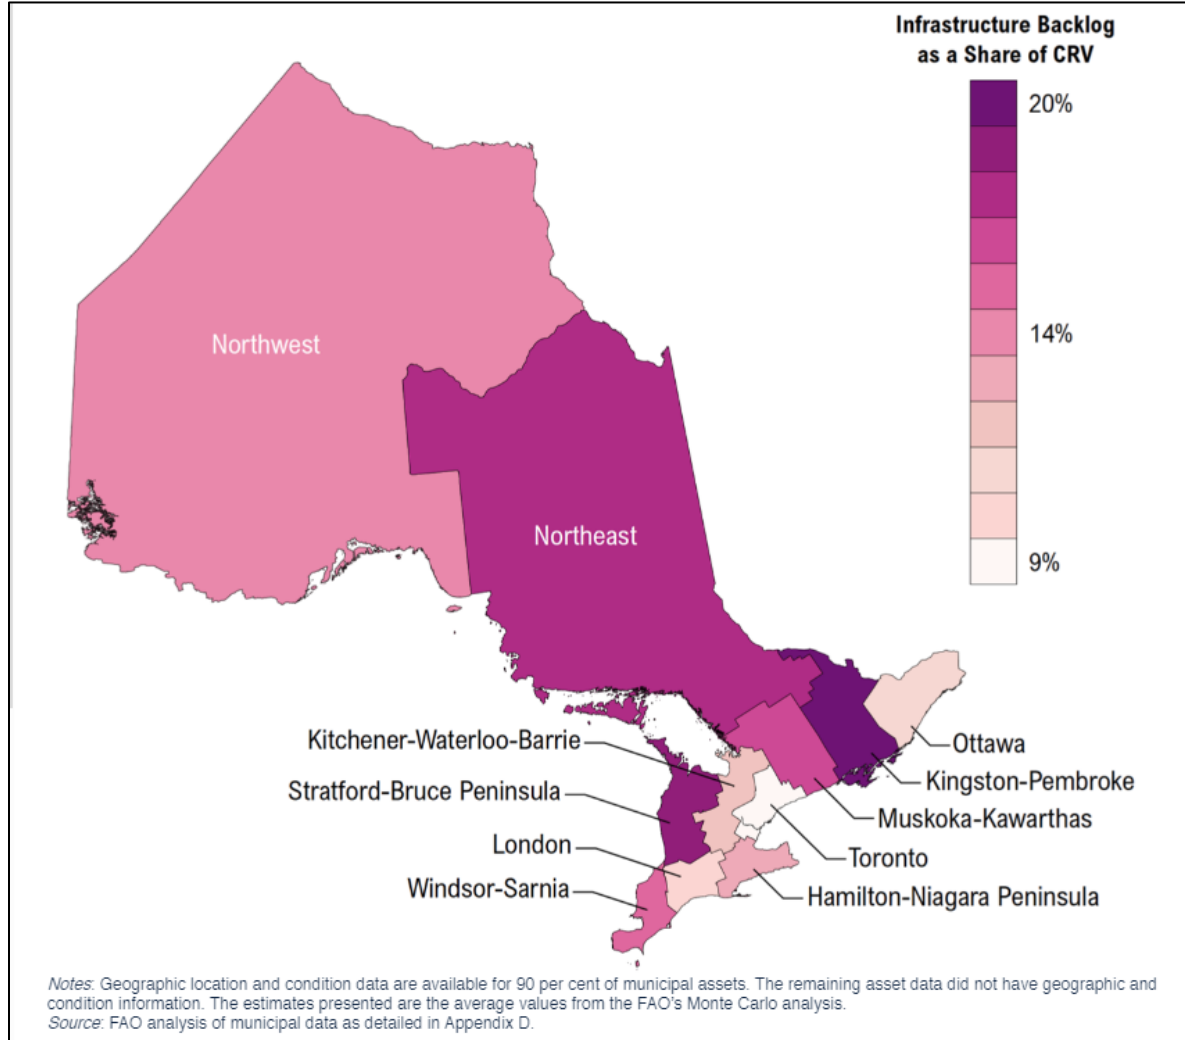 Infrastructure Backlog
as a Share of CRV
20%
14%
9%
Northwest
Northeast
Kitchener-Waterloo-Barrie
Stratford-Bruce Peninsula
London
Windsor-Sarnia
Ottawa
Kingston-Pembroke
Muskoka-Kawarthas
Toronto
Hamilton-Niagara Peninsula
Notes: Geographic location and condition data are available for 90 per cent of municipal assets. The remaining asset data did not have geographic and
condition information. The estimates presented are the average values from the FAO's Monte Carlo analysis.
Source: FAO analysis of municipal data as detailed in Appendix D.